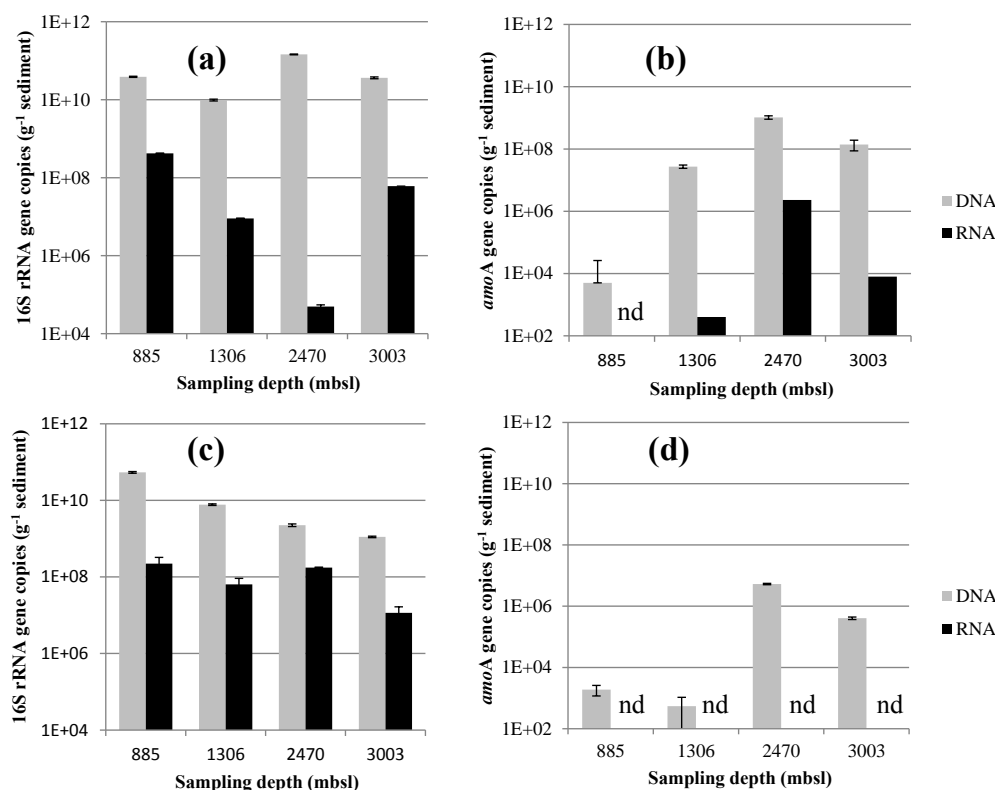 (a)
16S rRNA gene copies (g-1 sediment)
1E+12
1E+10
1E+08
1E+06
1E+04
885 1306 2470 3003
Sampling depth (mbsl)
(b)
amoA gene copies (g-1 sediment)
1E+12
1E+10
1E+08
1E+06
1E+04
1E+02
nd
885 1306 2470 3003
Sampling depth (mbsl)
DNA
RNA
(c)
16S rRNA gene copies (g-1 sediment)
1E+12
1E+10
1E+08
1E+06
1E+04
885 1306 2470 3003
Sampling depth (mbsl)
(d)
amoA gene copies (g-1 sediment)
1E+12
1E+10
1E+08
1E+06
1E+04
1E+02
nd nd nd nd
885 1306 2470 3003
Sampling depth (mbsl)
DNA
RNA